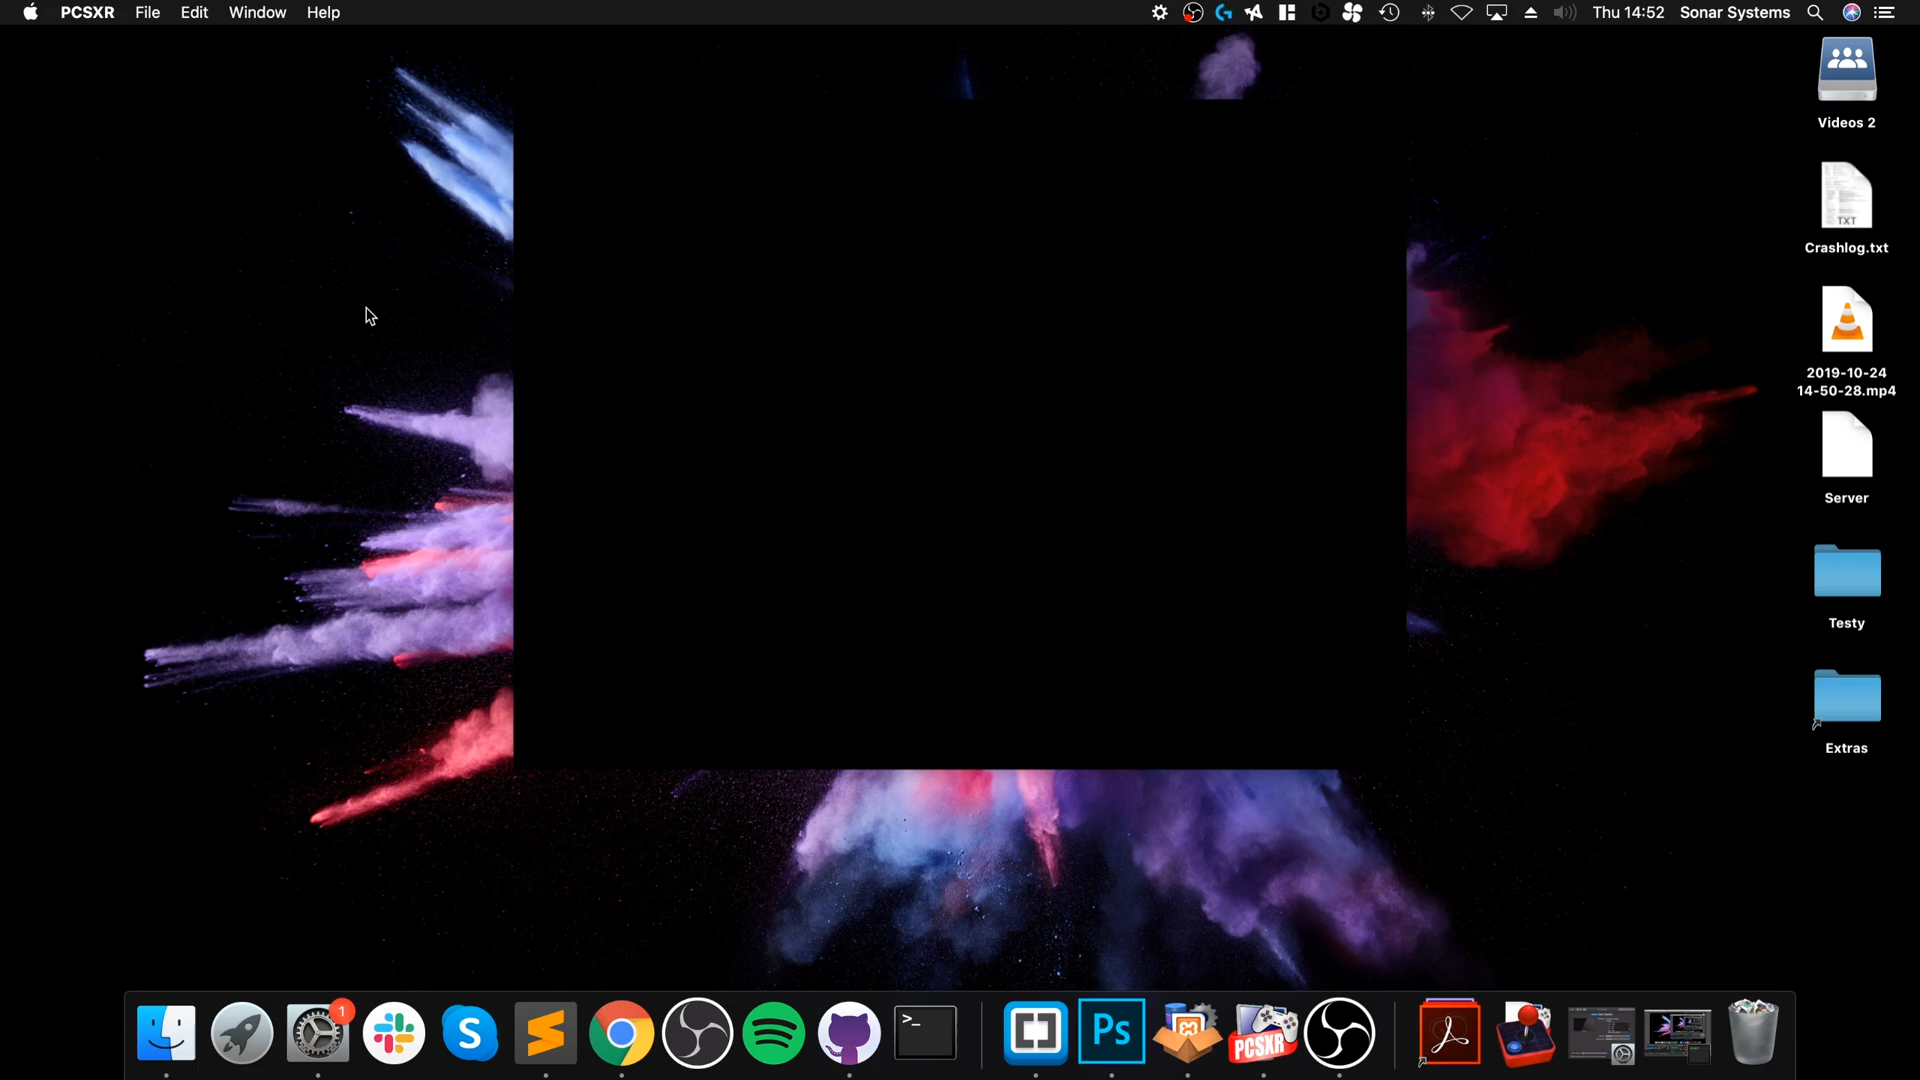 PCSXR File Edit Window Help Thu 14:52 Sonar Systems
Videos 2
TXT
Crashlog.txt
2019-10-24
14-50-28.mp4
Server
Testy
Extras
1
S
>_
Ps
PCSXR